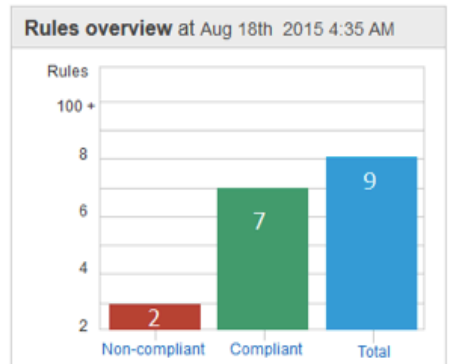 Rules overview at Aug 18th 2015 4:35 AM
Rules
100 +
8
6
4
2
2
7
9
Non-compliant
Compliant
Total